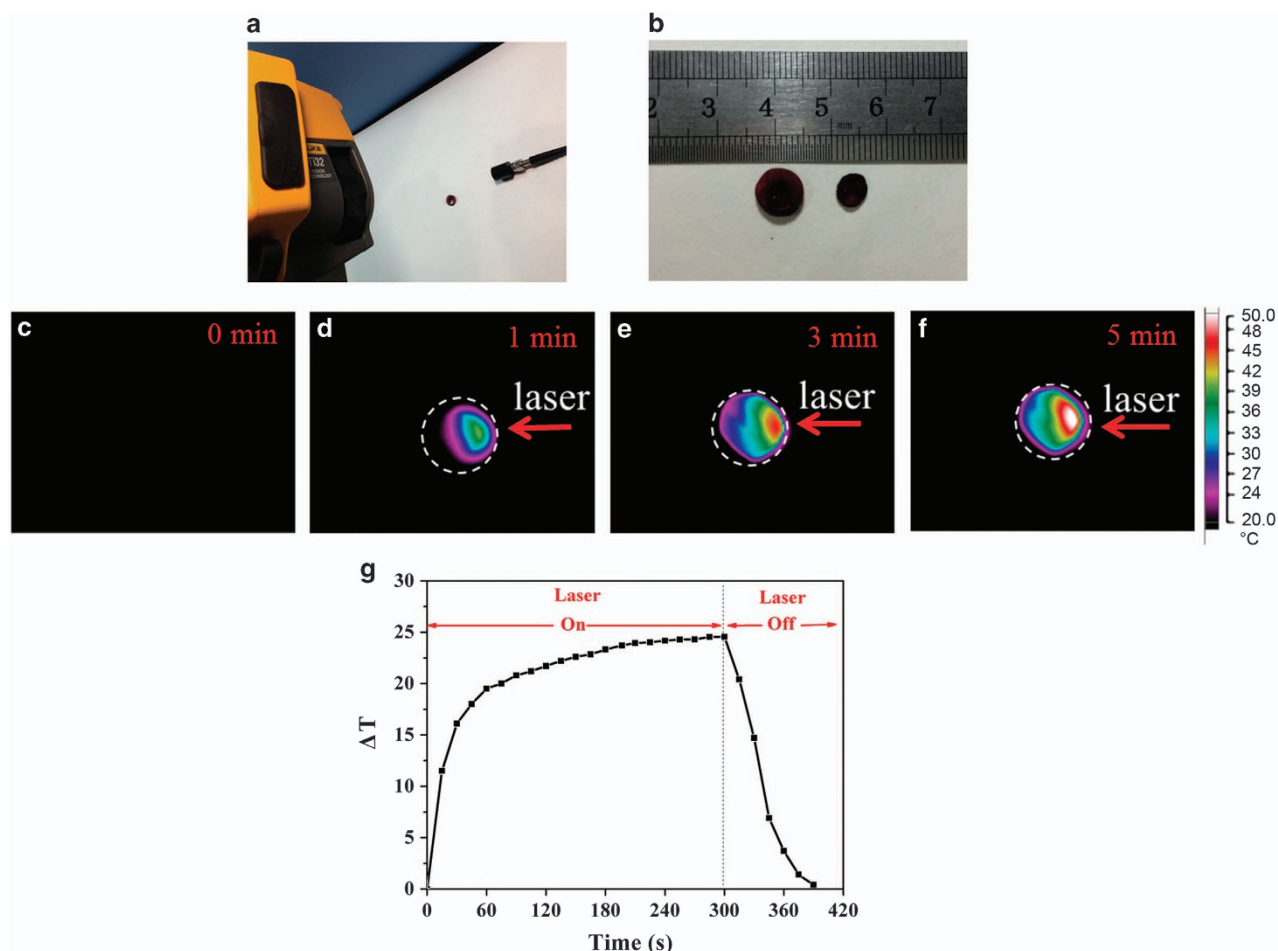 a
b
T132
2 3 4 5 6 7
mm
c
0 min
d
1 min
laser
e
3 min
laser
f
5 min
laser
50.0
48
45
42
39
36
33
30
27
24
20.0
°C
g
30
25
20
15
10
5
0
Laser
On
Laser
Off
Δ T
0 60 120 180 240 300 360 420
Time (s)